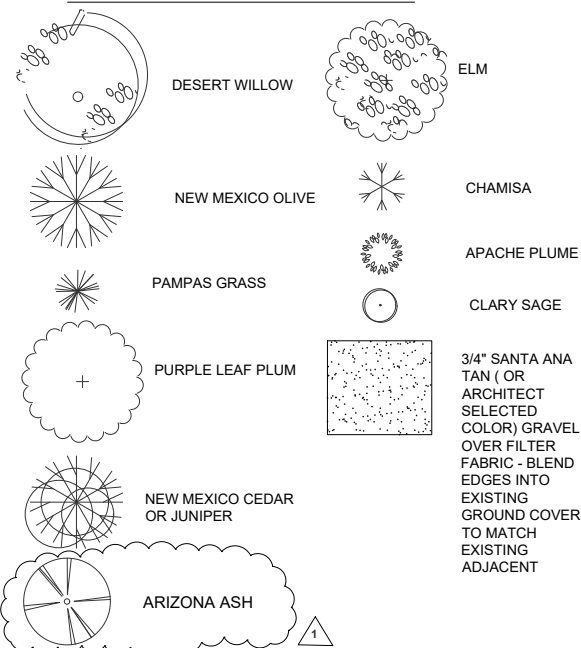 DESERT WILLOW
NEW MEXICO OLIVE
PAMPAS GRASS
PURPLE LEAF PLUM
NEW MEXICO CEDAR
OR JUNIPER
ARIZONA ASH
1
ELM
CHAMISA
APACHE PLUME
CLARY SAGE
3/4" SANTA ANA
TAN ( OR
ARCHITECT
SELECTED
COLOR) GRAVEL
OVER FILTER
FABRIC - BLEND
EDGES INTO
EXISTING
GROUND COVER
TO MATCH
EXISTING
ADJACENT